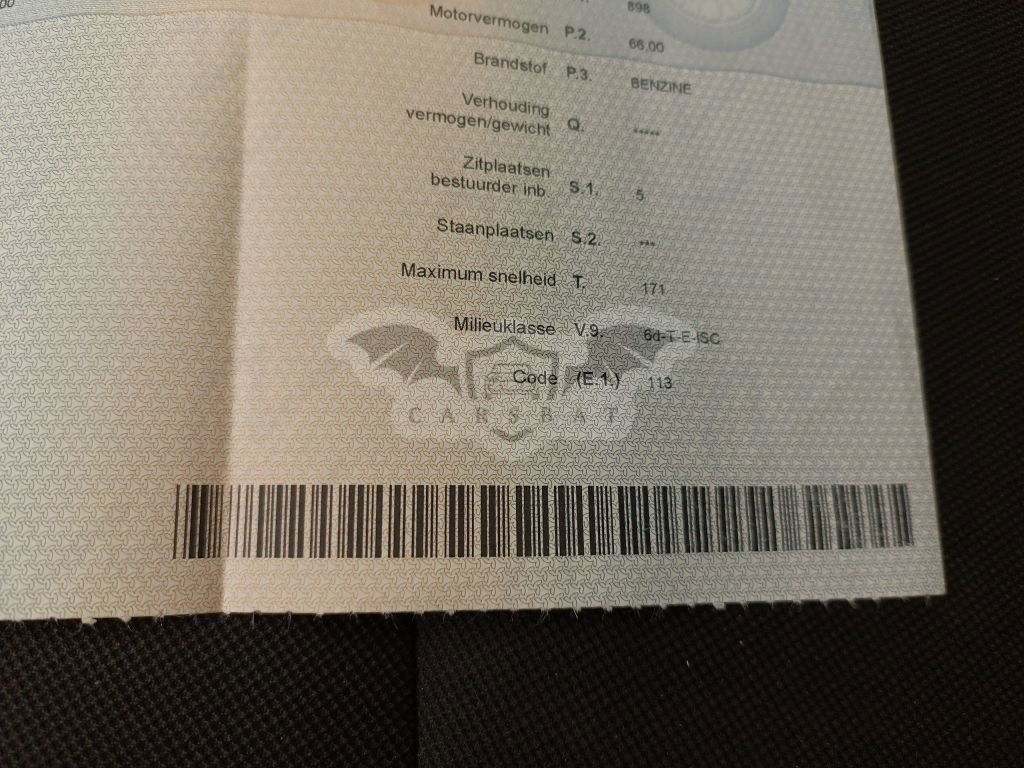 898
Motorvermogen P.2. 66,00
Brandstof P.3. BENZINE
Verhouding
vermogen/gewicht Q. *****
Zitplaatsen
bestuurder inb. S.1. 5
Staanplaatsen S.2. ***
Maximum snelheid T. 171
Milieuklasse V.9. 6d-T-E-ISC
Code (E.1.) 113
CARSBAT